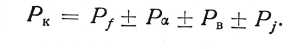 Pк = Pf ± Pα ± Pв ± Pj.